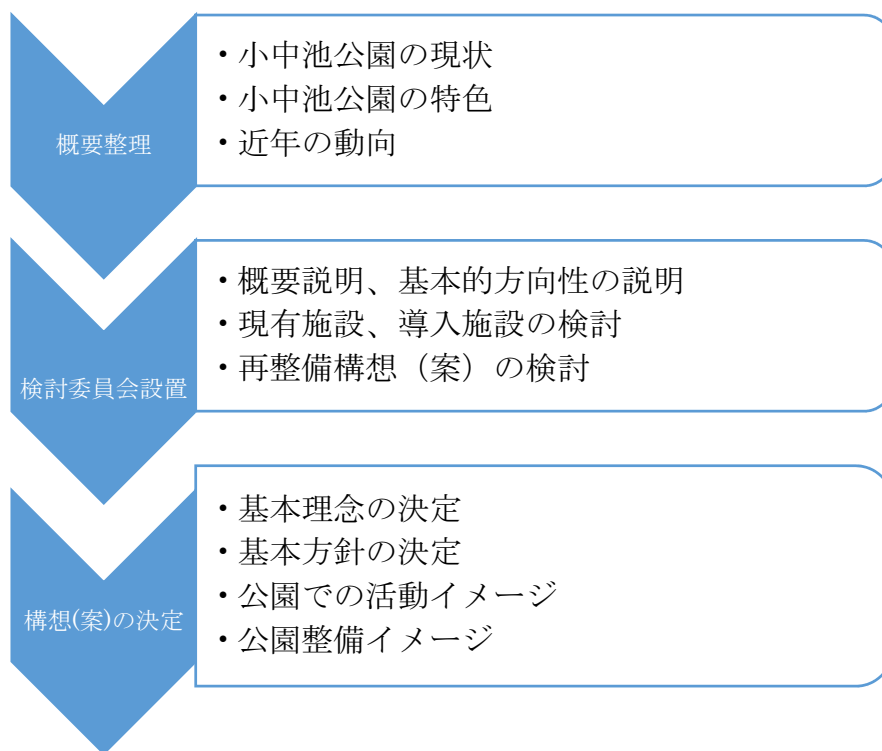 概要整理
・小中池公園の現状
・小中池公園の特色
・近年の動向
検討委員会設置
・概要説明、基本的方向性の説明
・現有施設、導入施設の検討
・再整備構想（案）の検討
構想(案)の決定
・基本理念の決定
・基本方針の決定
・公園での活動イメージ
・公園整備イメージ